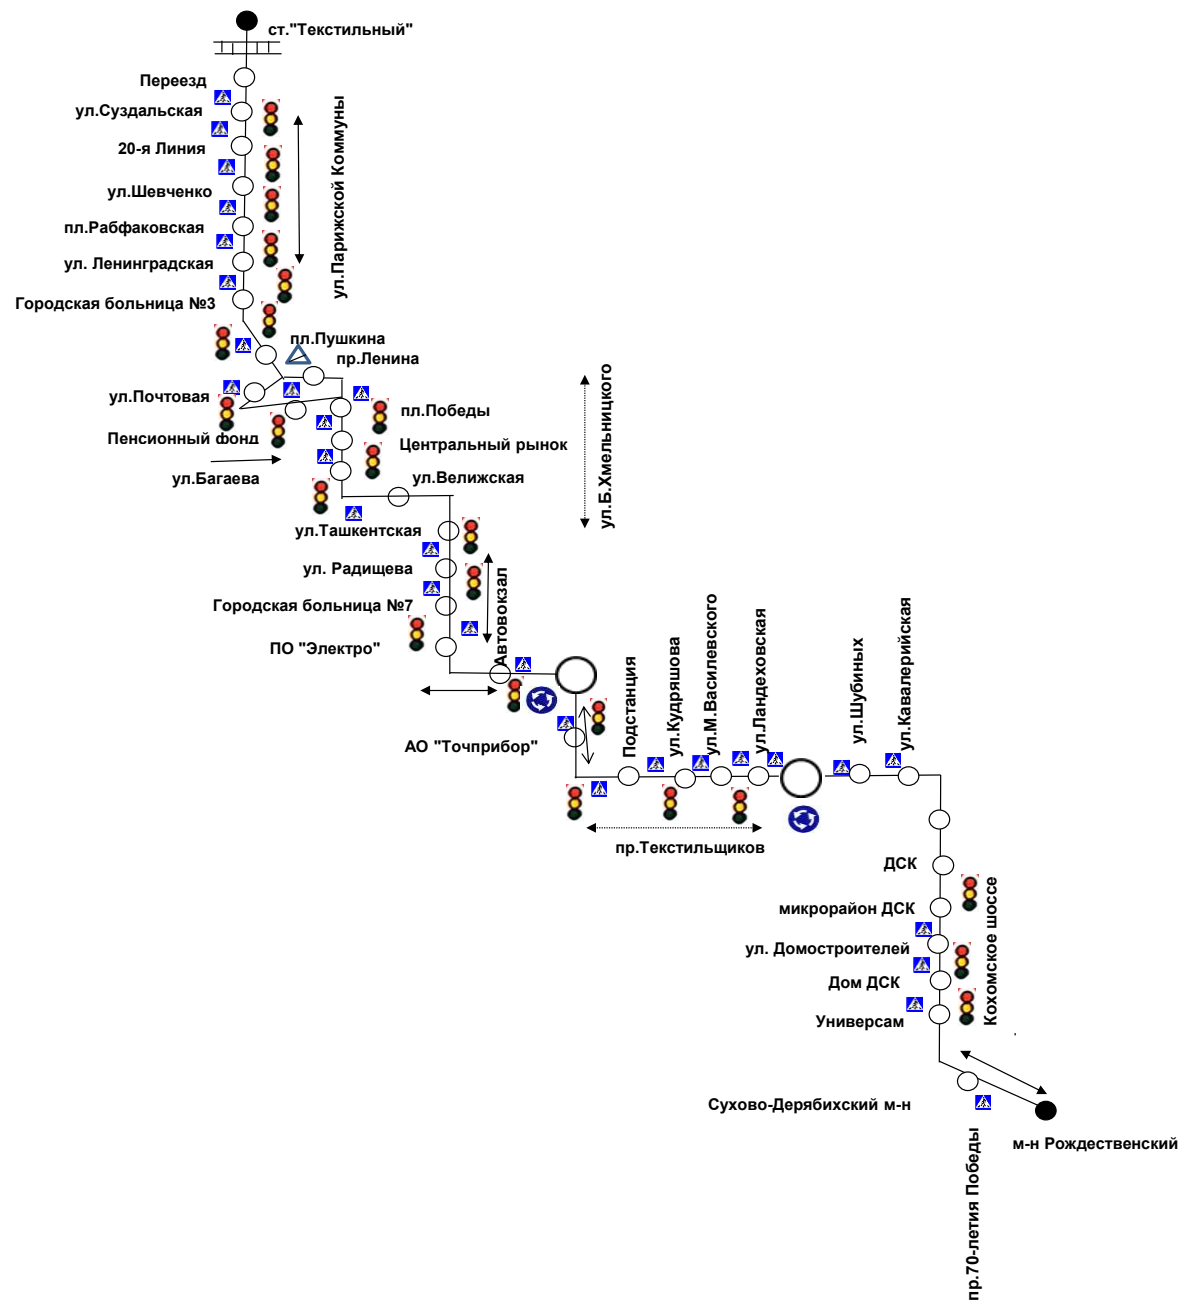 ст."Текстильный"
Переезд
ул.Суздальская
20-я Линия
ул.Шевченко
пл.Рабфаковская
ул. Ленинградская
Городская больница №3
ул.Парижской Коммуны
пл.Пушкина
пр.Ленина
ул.Почтовая
пл.Победы
Пенсионный фонд
Центральный рынок
ул.Багаева
ул.Велижская
ул.Б.Хмельницкого
ул.Ташкентская
ул. Радищева
Городская больница №7
ПО "Электро"
Автовокзал
АО "Точприбор"
Подстанция
ул.Кудряшова
ул.М.Василевского
ул.Ландеховская
ул.Шубиных
ул.Кавалерийская
пр.Текстильщиков
ДСК
микрорайон ДСК
ул. Домостроителей
Дом ДСК
Универсам
Кохомское шоссе
Сухово-Дерябихский м-н
м-н Рождественский
пр.70-летия Победы